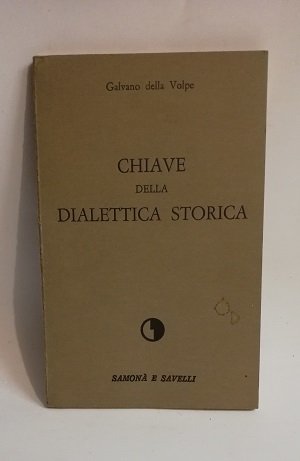 Galvano della Volpe
CHIAVE
DELLA
DIALETTICA STORICA
SAMONÀ E SAVELLI